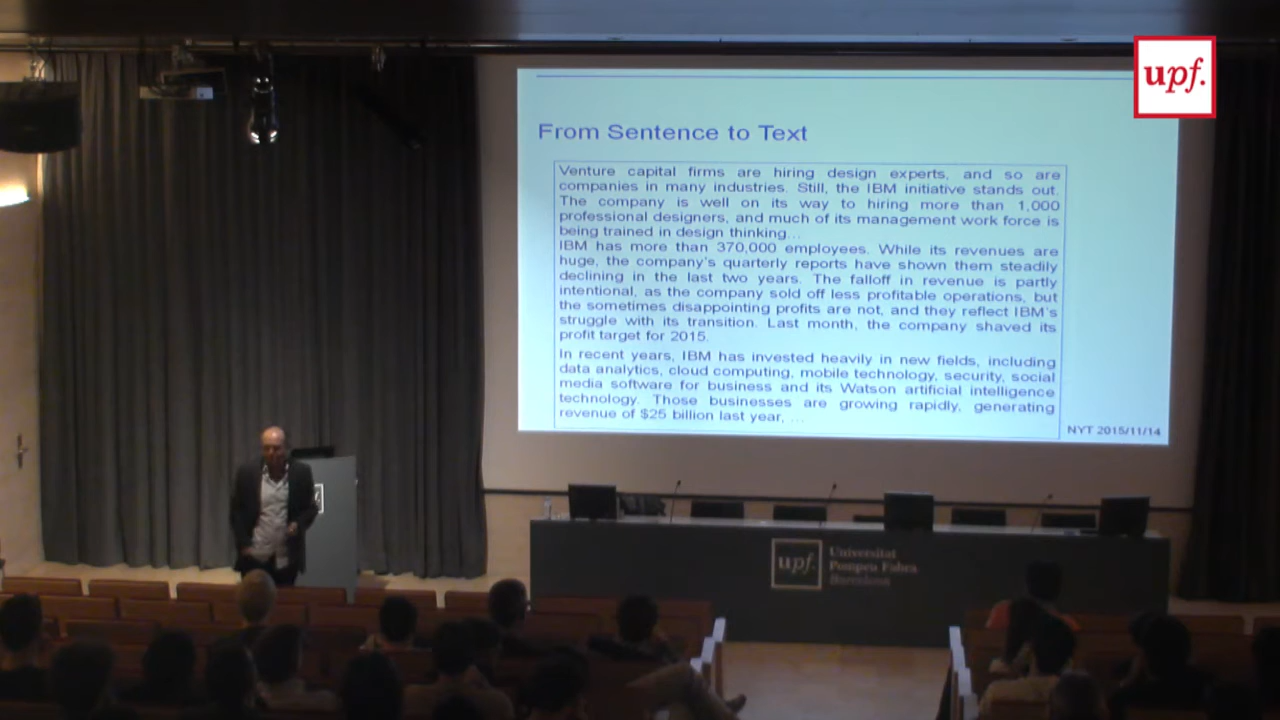 upf.
From Sentence to Text
Venture capital firms are hiring design experts, and so are
companies in many industries. Still, the IBM initiative stands out.
The company is well on its way to hiring more than 1,000
professional designers, and much of its management work force is
being trained in design thinking...
IBM has more than 370,000 employees. While its revenues are
huge, the company's quarterly reports have shown them steadily
declining in the last two years. The falloff in revenue is partly
intentional, as the company sold off less profitable operations, but
the sometimes disappointing profits are not, and they reflect IBM's
struggle with its transition. Last month, the company shaved its
profit target for 2015.
In recent years, IBM has invested heavily in new fields, including
data analytics, cloud computing, mobile technology, security, social
media software for business and its Watson artificial intelligence
technology. Those businesses are growing rapidly, generating
revenue of $25 billion last year, ...
NYT 2015/11/14
upf.
Universitat
Pompeu Fabra
Barcelona